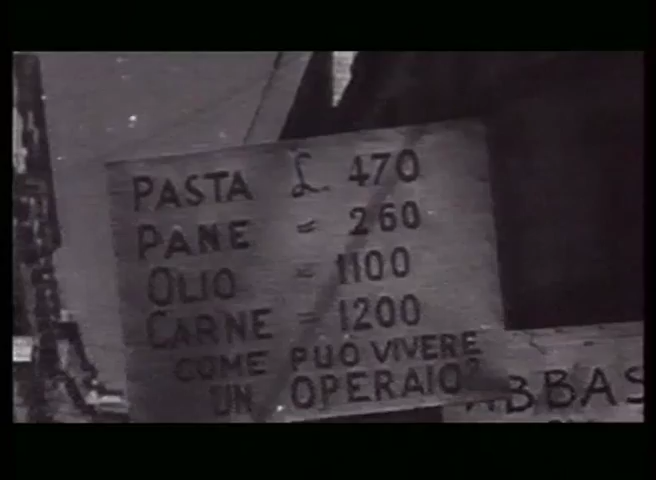 PASTA £. 470
PANE = 260
OLIO = 1100
CARNE = 1200
COME PUÒ VIVERE
UN OPERAIO?
ABBAS